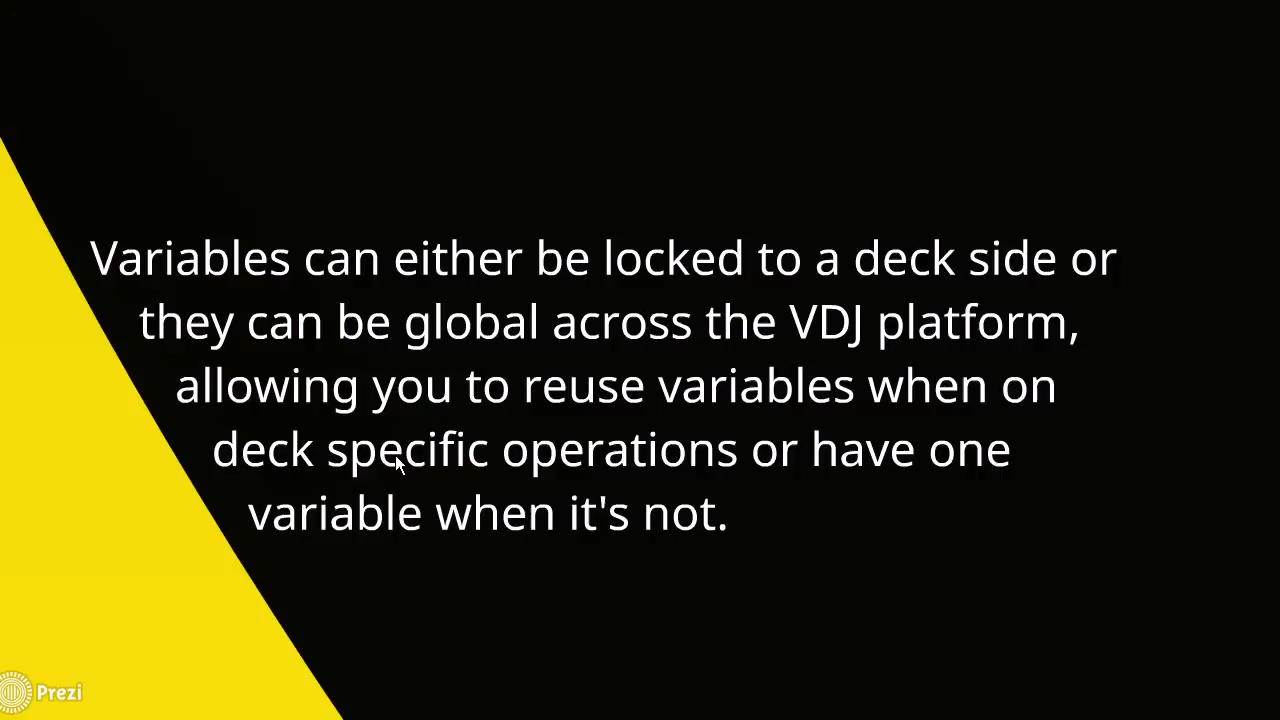 Variables can either be locked to a deck side or
they can be global across the VDJ platform,
allowing you to reuse variables when on
deck specific operations or have one
variable when it's not.
Prezi